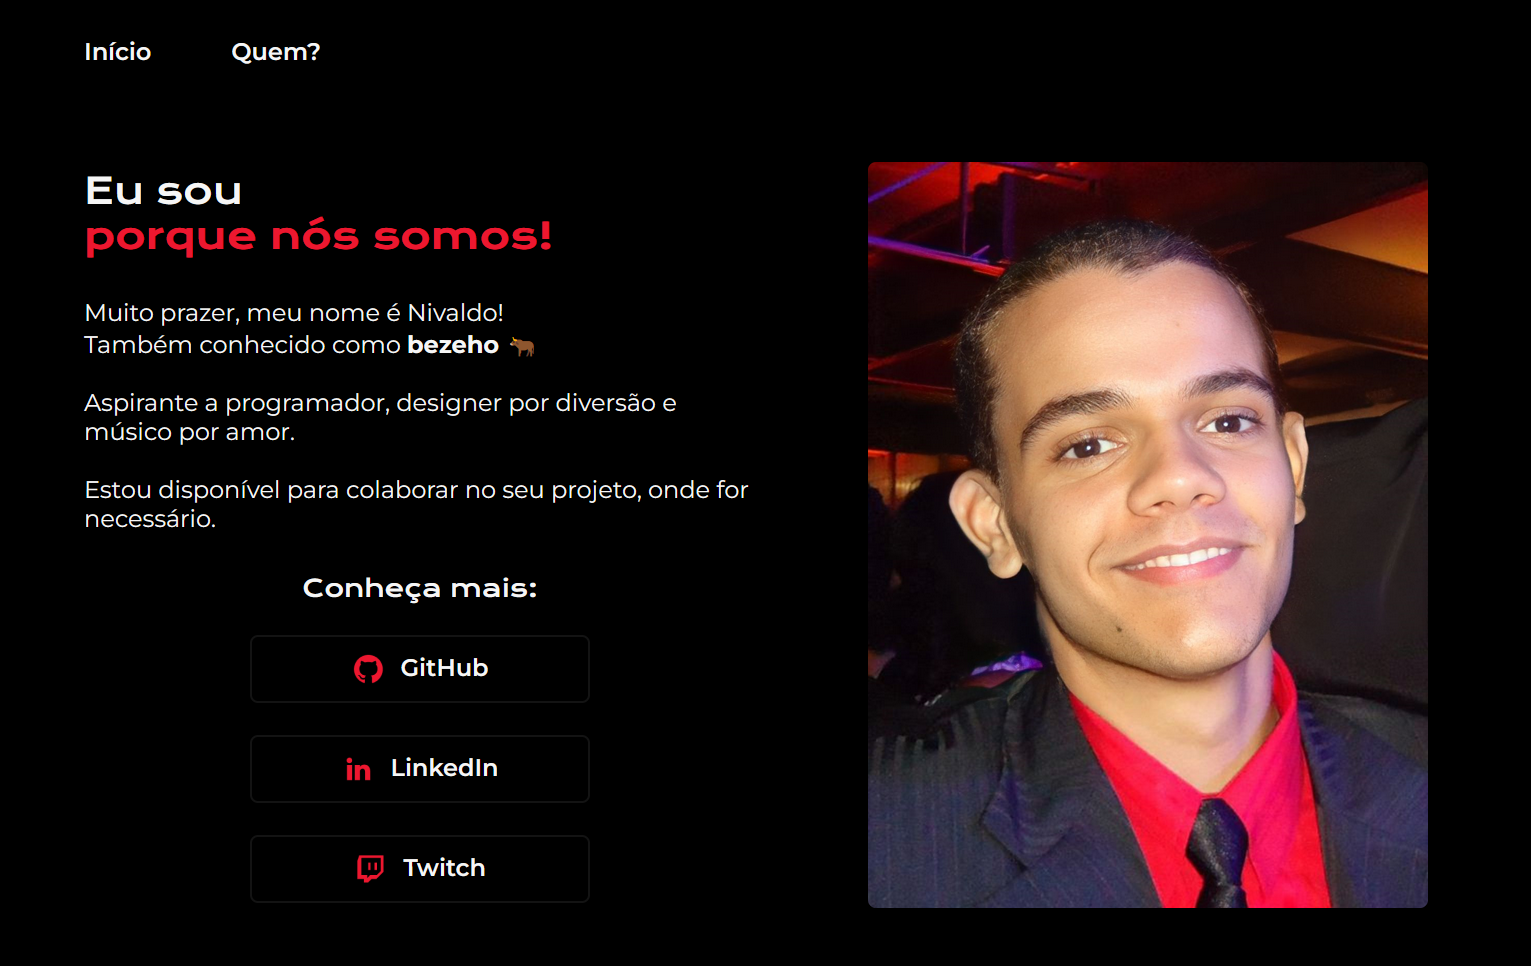 Início
Quem?
Eu sou
porque nós somos!
Muito prazer, meu nome é Nivaldo!
Também conhecido como bezeho 🐂
Aspirante a programador, designer por diversão e
músico por amor.
Estou disponível para colaborar no seu projeto, onde for
necessário.
Conheça mais:
GitHub
LinkedIn
Twitch